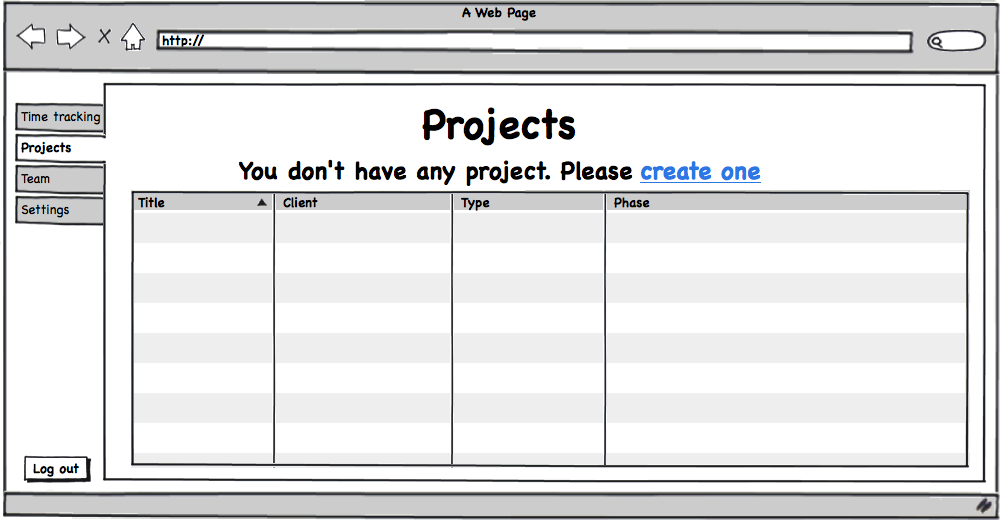 A Web Page
http://
Time tracking
Projects
Team
Settings
Log out
Projects
You don't have any project. Please create one
Title Client Type Phase